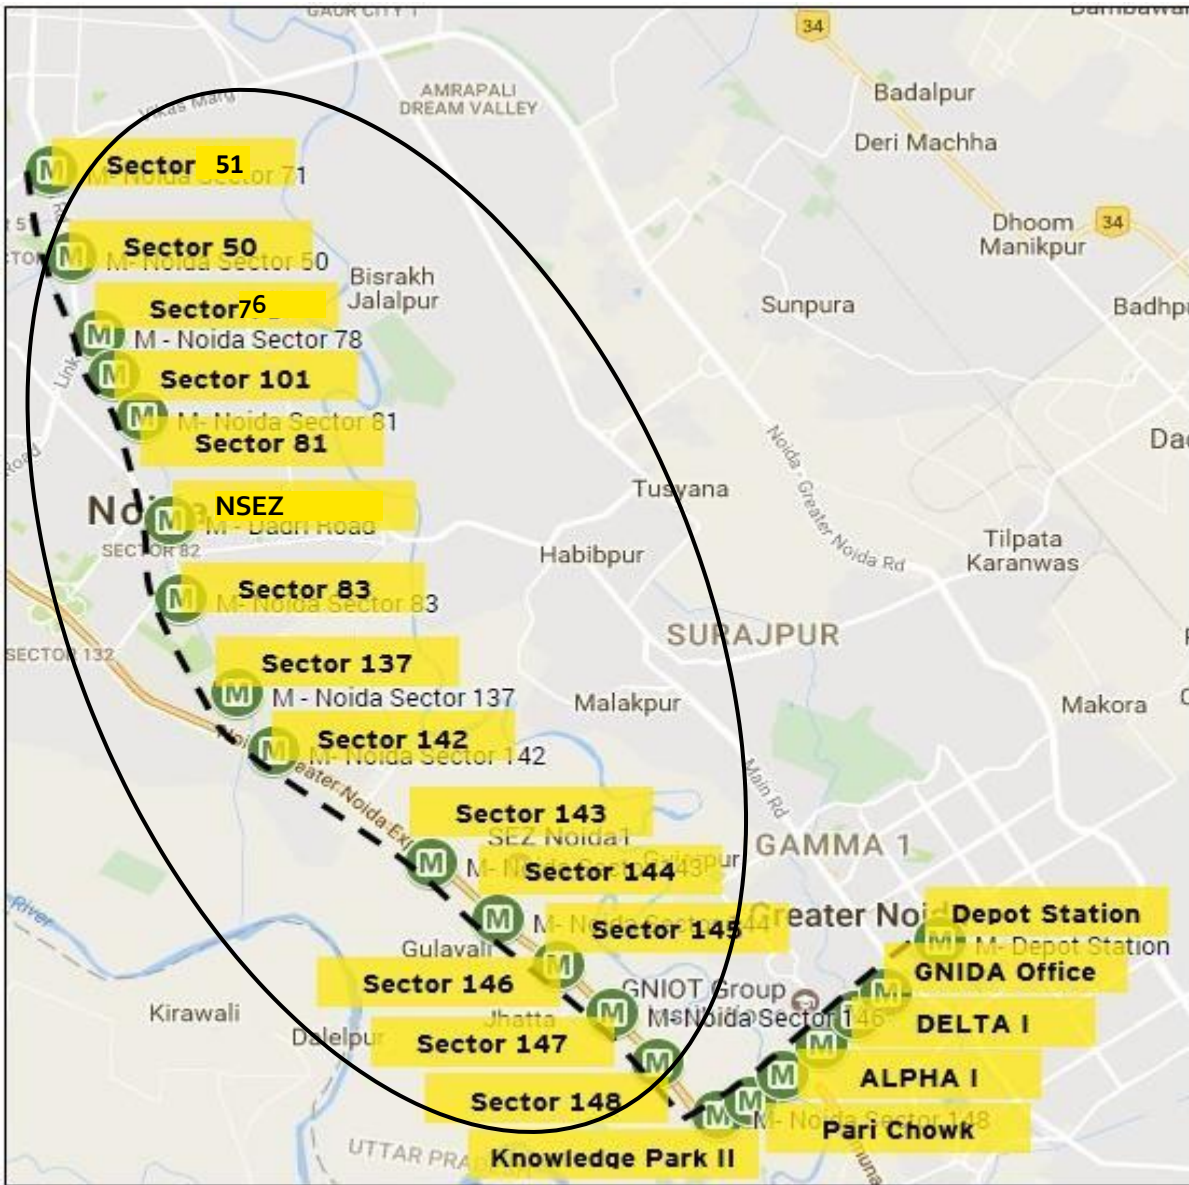 GAUR CITY 1
34
Badalpur
Vikas Marg
AMRAPALI
DREAM VALLEY
Deri Machha
Sector 51
M- Noida Sector 71
Dhoom
Manikpur
34
Sector 50
M- Noida Sector 50
Bisrakh
Jalalpur
Sector76
Sunpura
M - Noida Sector 78
Link
Sector 101
M- Noida Sector 81
Sector 81
Road
Noida - Greater Noida Rd
Tusyana
NSEZ
M - Dadri Road
SECTOR 82
Habibpur
Tilpata
Karanwas
Sector 83
M- Noida Sector 83
SURAJPUR
SECTOR 132
Sector 137
M - Noida Sector 137
Malakpur
Makora
Sector 142
M- Noida Sector 142
Main Rd
Sector 143
SEZ Noida1
GAMMA 1
Sector 144
River
Depot Station
M- Depot Station
Sector 145
Gulavali
GNIDA Office
Sector 146
GNIOT Group
M- Noida Sector 146
Kirawali
Jhatta
DELTA I
Dalelpur
Sector 147
ALPHA I
Sector 148
M- Noida Sector 148
Pari Chowk
UTTAR PRA
Knowledge Park II